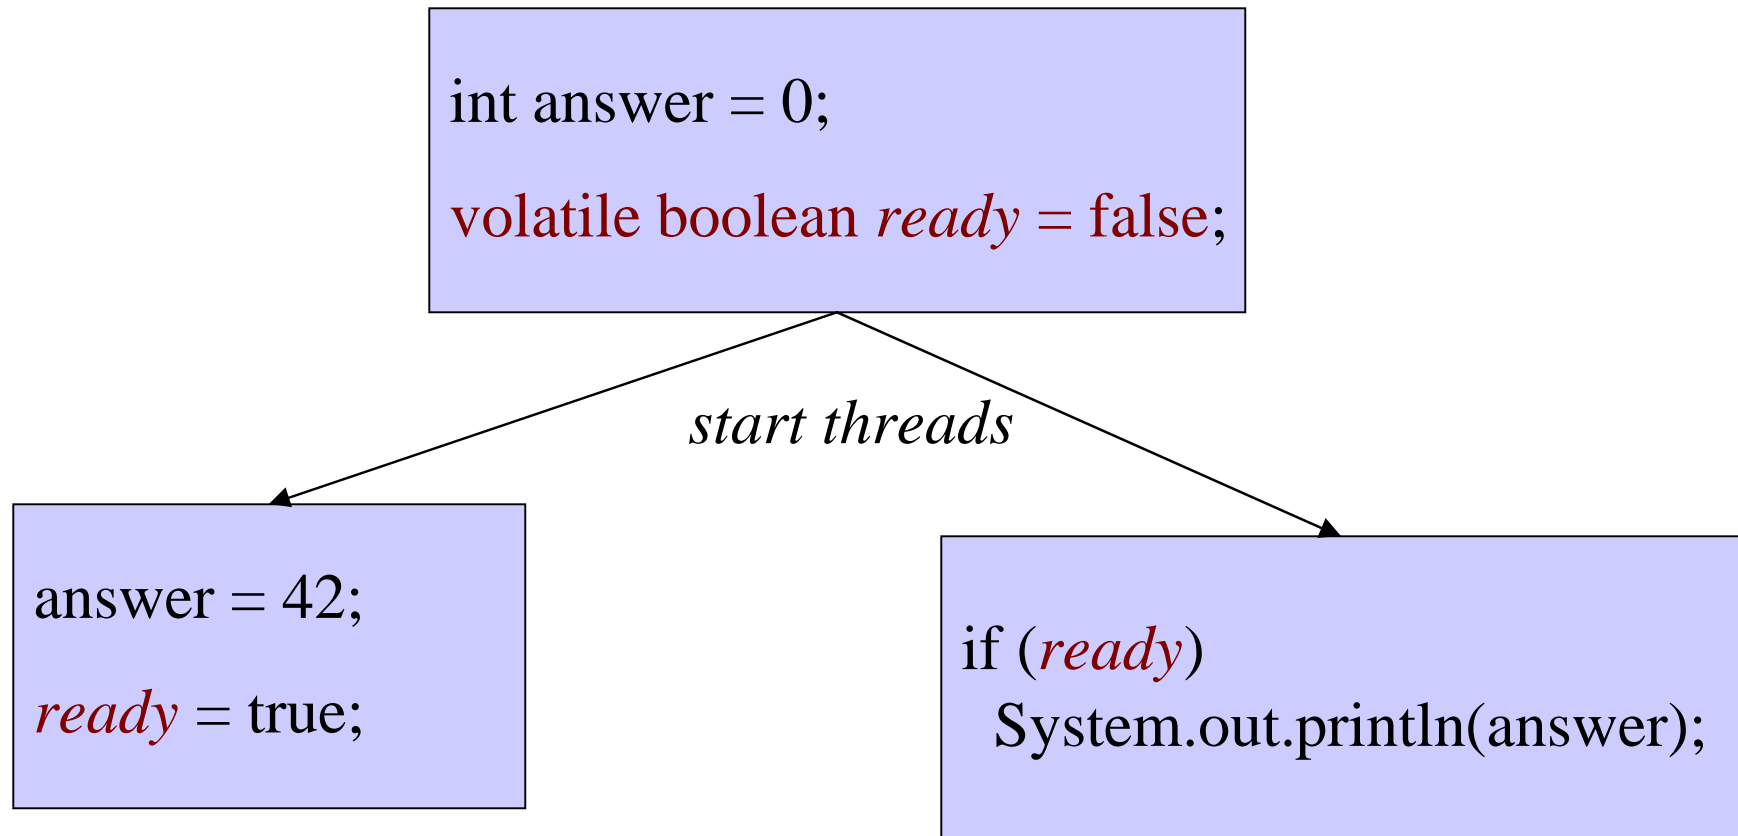 int answer = 0;
volatile boolean ready = false;
start threads
answer = 42;
ready = true;
if (ready)
System.out.println(answer);